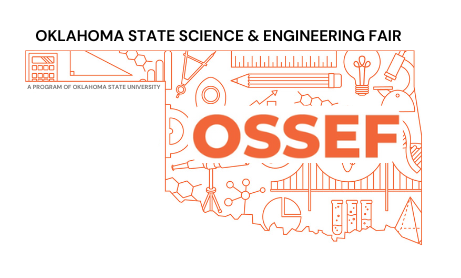 OKLAHOMA STATE SCIENCE & ENGINEERING FAIR
A PROGRAM OF OKLAHOMA STATE UNIVERSITY
OSSEF